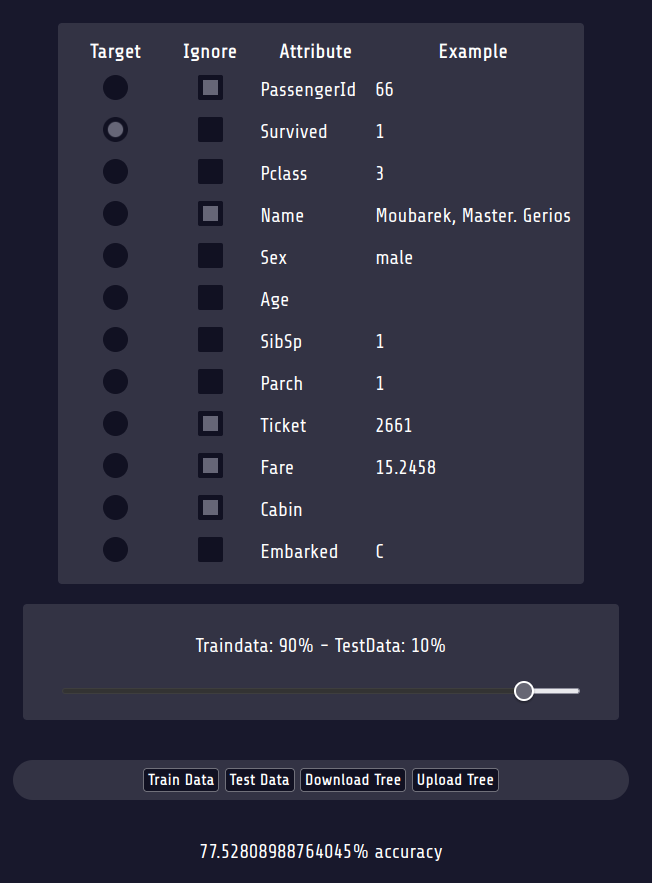 Target Ignore Attribute Example
PassengerId 66
Survived 1
Pclass 3
Name Moubarek, Master. Gerios
Sex male
Age
SibSp 1
Parch 1
Ticket 2661
Fare 15.2458
Cabin
Embarked C
Traindata: 90% - TestData: 10%
Train Data Test Data Download Tree Upload Tree
77.52808988764045% accuracy